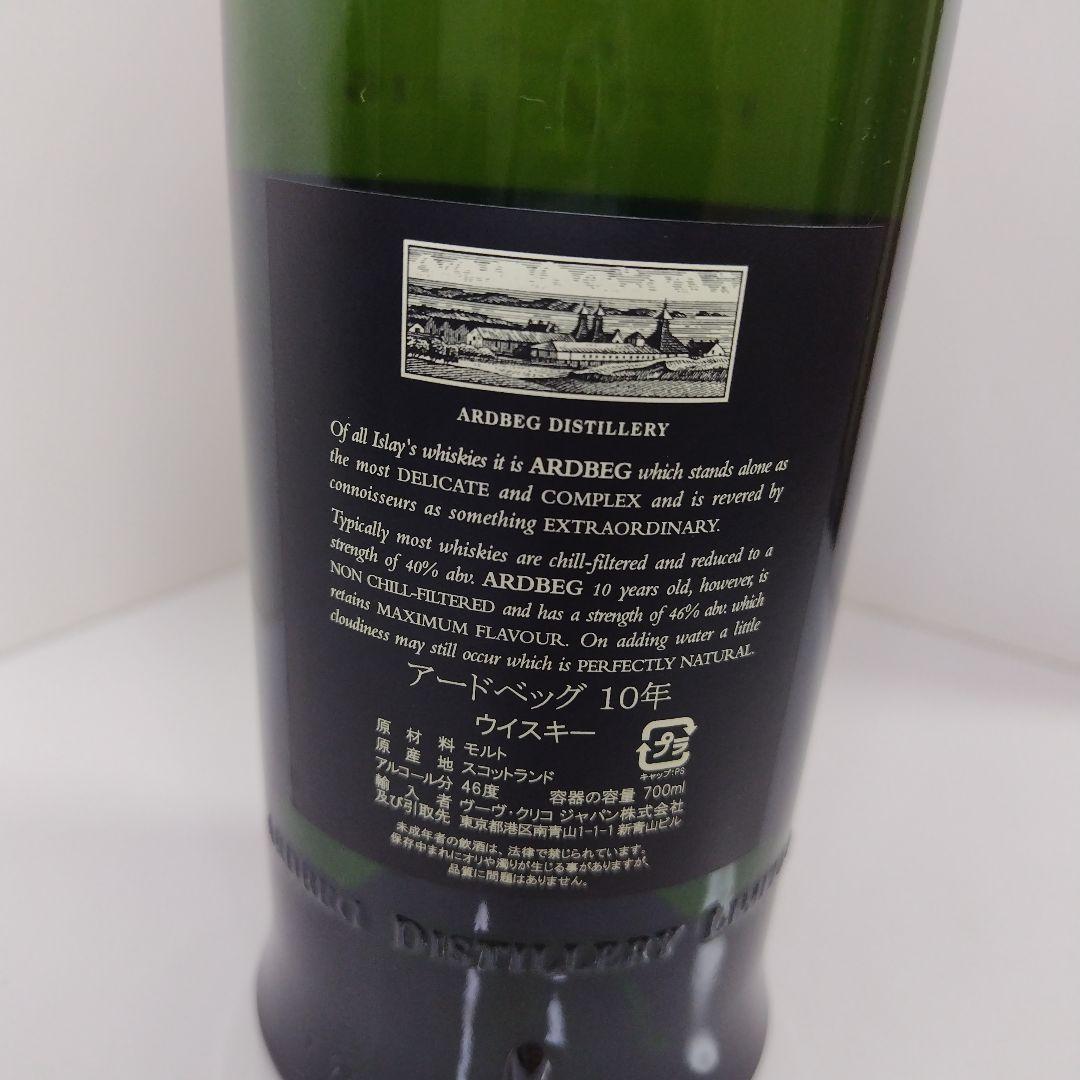 ARDBEG DISTILLERY
Of all Islay's whiskies it is ARDBEG which stands alone as
the most DELICATE and COMPLEX and is revered by
connoisseurs as something EXTRAORDINARY.
Typically most whiskies are chill-filtered and reduced to a
strength of 40% abv. ARDBEG 10 years old, however, is
NON CHILL-FILTERED and has a strength of 46% abv. which
retains MAXIMUM FLAVOUR. On adding water a little
cloudiness may still occur which is PERFECTLY NATURAL.
アードベッグ 10年
ウイスキー
プラ
キャップ:PS
原材料 モルト
原産地 スコットランド
アルコール分 46度 容器の容量 700ml
輸入者 ヴーヴ・クリコ ジャパン株式会社
及び引取先 東京都港区南青山1-1-1 新青山ビル
未成年者の飲酒は、法律で禁じられています。
保存中まれにオリや濁りが生じる事がありますが、
品質に問題はありません。
DISTILLERY